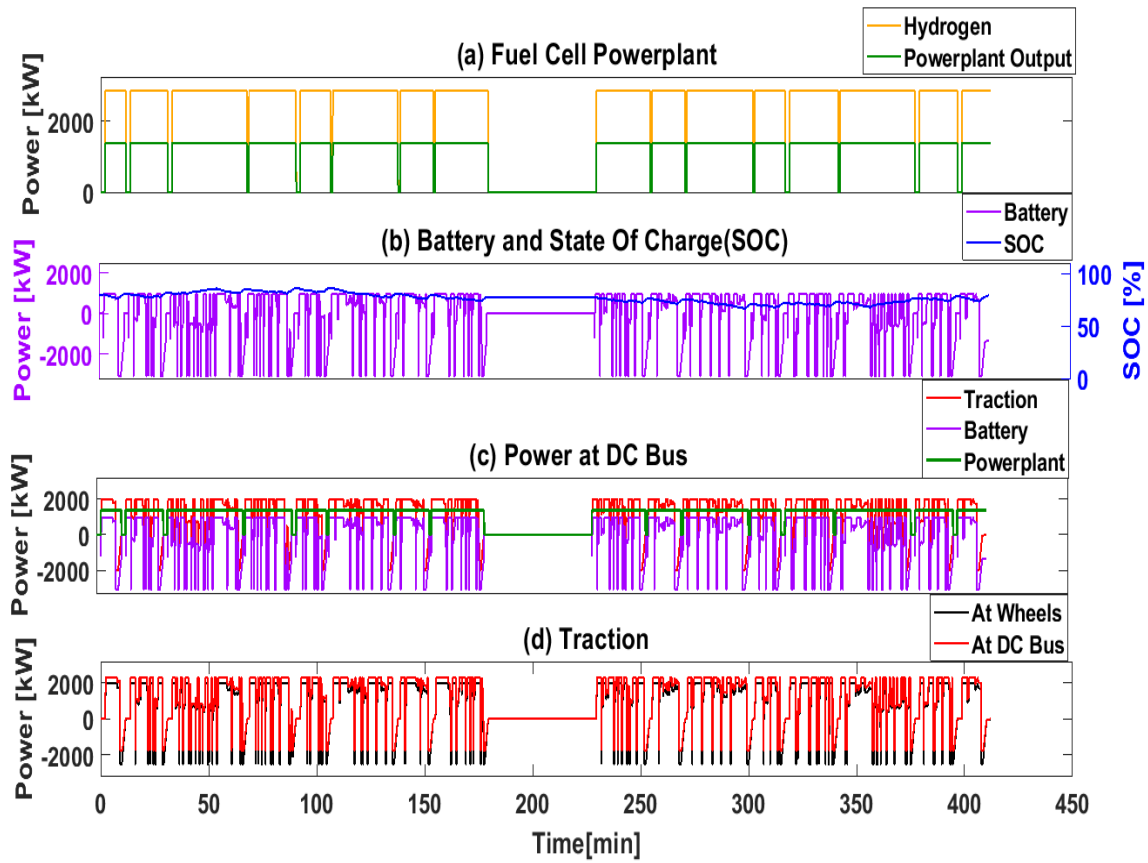 Hydrogen
Powerplant Output
(a) Fuel Cell Powerplant
Power [kW]
2000
0
Battery
SOC
(b) Battery and State Of Charge(SOC)
Power [kW]
2000
0
-2000
100
50
0
SOC [%]
Traction
Battery
Powerplant
(c) Power at DC Bus
Power [kW]
2000
0
-2000
At Wheels
At DC Bus
(d) Traction
Power [kW]
2000
0
-2000
0 50 100 150 200 250 300 350 400 450
Time[min]